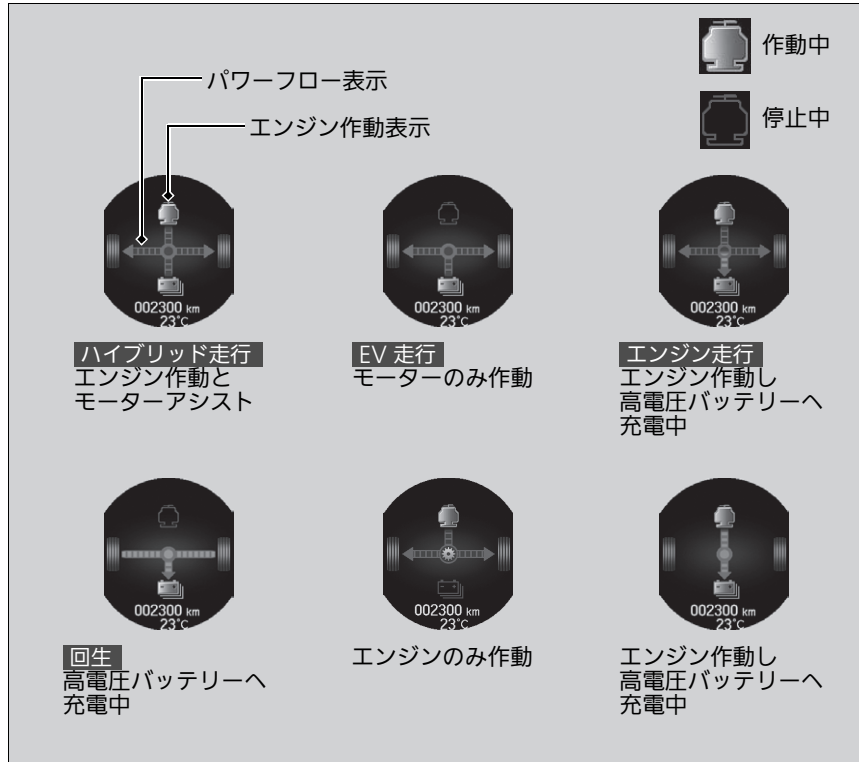 作動中
パワーフロー表示
エンジン作動表示
停止中
002300 km
23℃
ハイブリッド走行
エンジン作動と
モーターアシスト
002300 km
23℃
EV 走行
モーターのみ作動
002300 km
23℃
エンジン走行
エンジン作動し
高電圧バッテリーへ
充電中
002300 km
23℃
回生
高電圧バッテリーへ
充電中
002300 km
23℃
エンジンのみ作動
002300 km
23℃
エンジン作動し
高電圧バッテリーへ
充電中